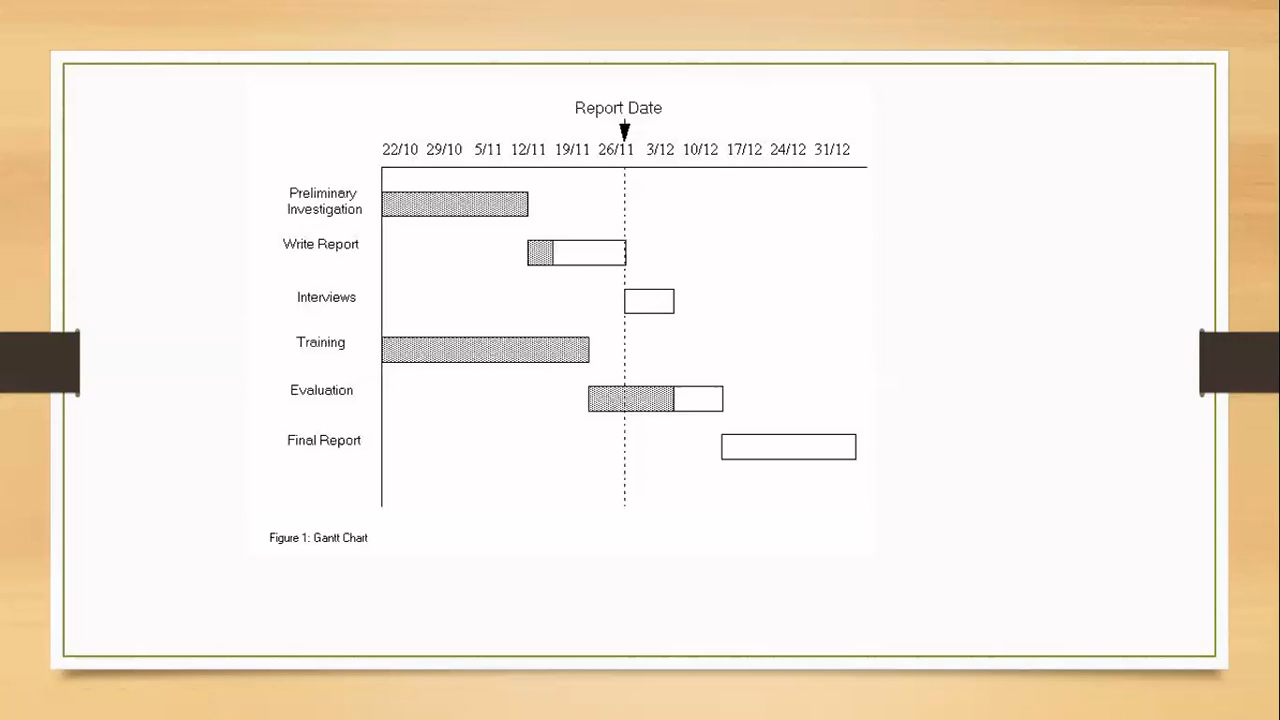 Report Date
22/10 29/10 5/11 12/11 19/11 26/11 3/12 10/12 17/12 24/12 31/12
Preliminary
Investigation
Write Report
Interviews
Training
Evaluation
Final Report
Figure 1: Gantt Chart